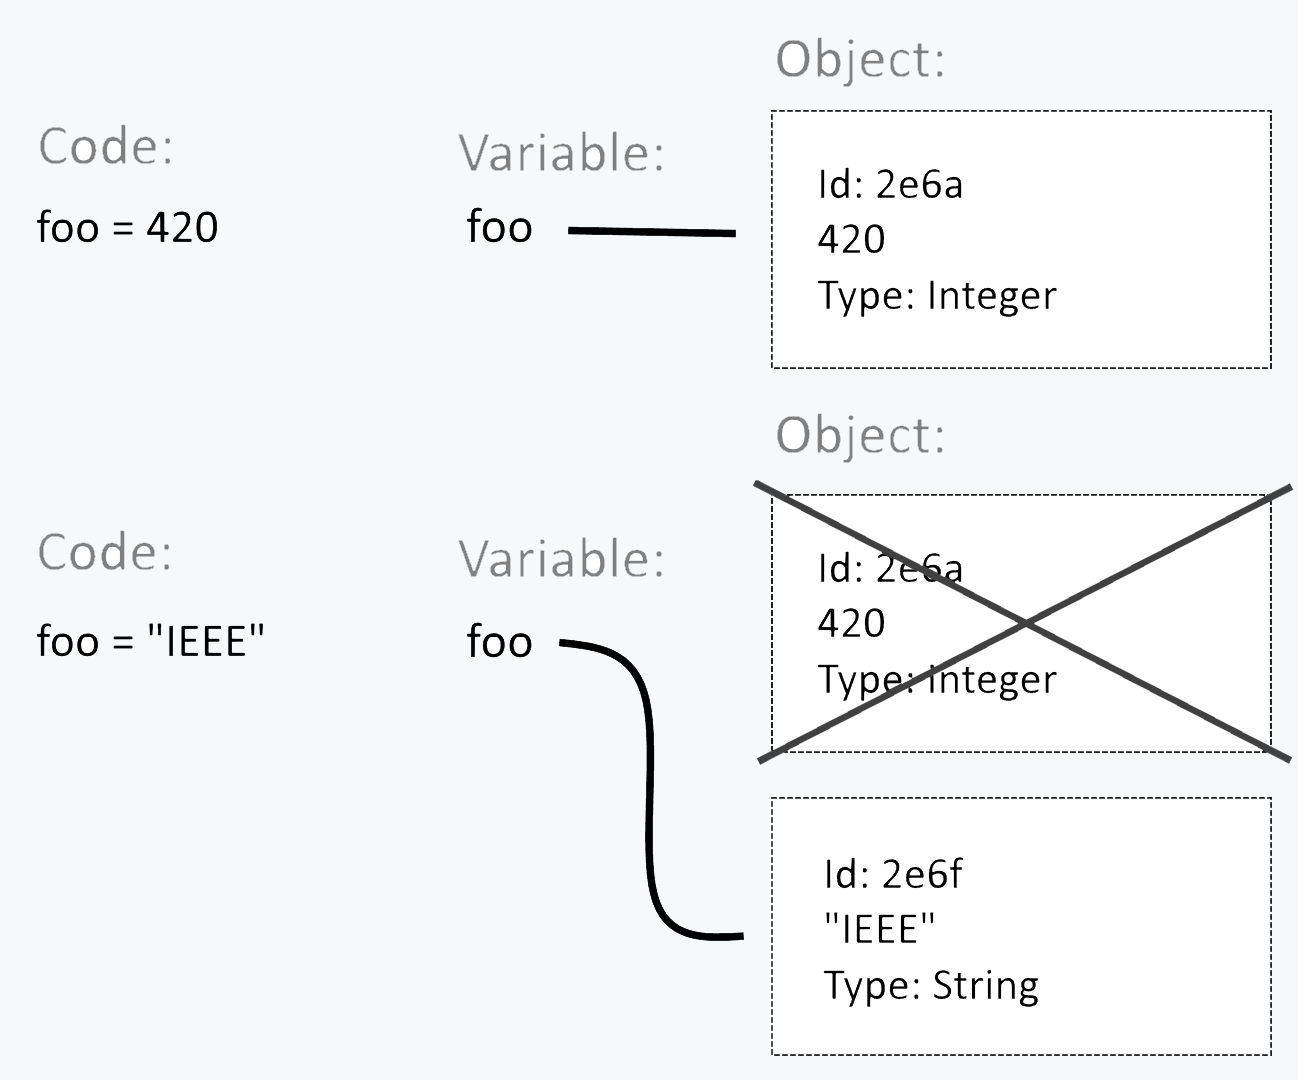 Object:
Code:
Variable:
Id: 2e6a
foo = 420
foo
420
Type: Integer
Object:
Code:
Variable:
Id: 2e6a
foo = "IEEE"
foo
420
Type: Integer
Id: 2e6f
"IEEE"
Type: String